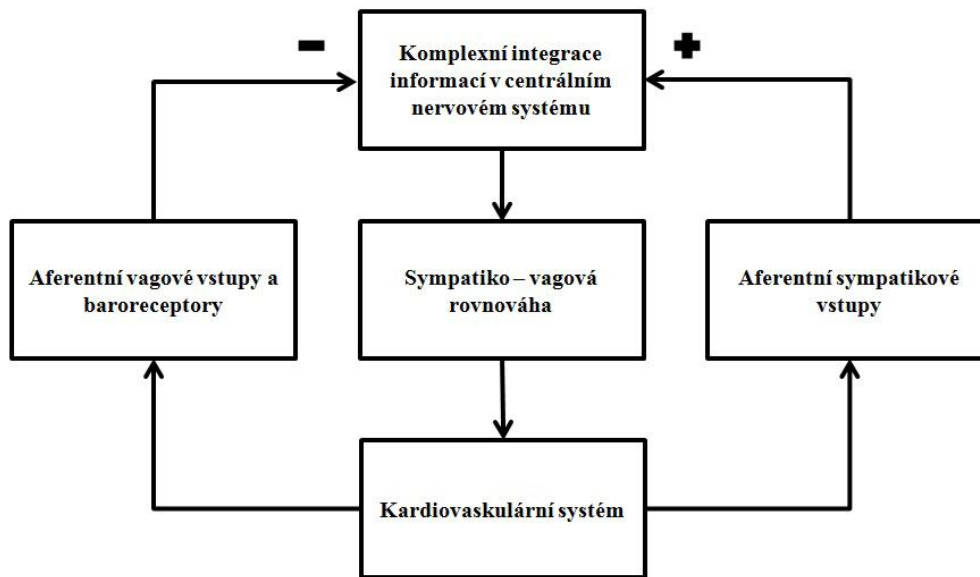 −
+
Komplexní integrace
informací v centrálním
nervovém systému
Aferentní vagové vstupy a
baroreceptory
Sympatiko – vagová
rovnováha
Aferentní sympatikové
vstupy
Kardiovaskulární systém